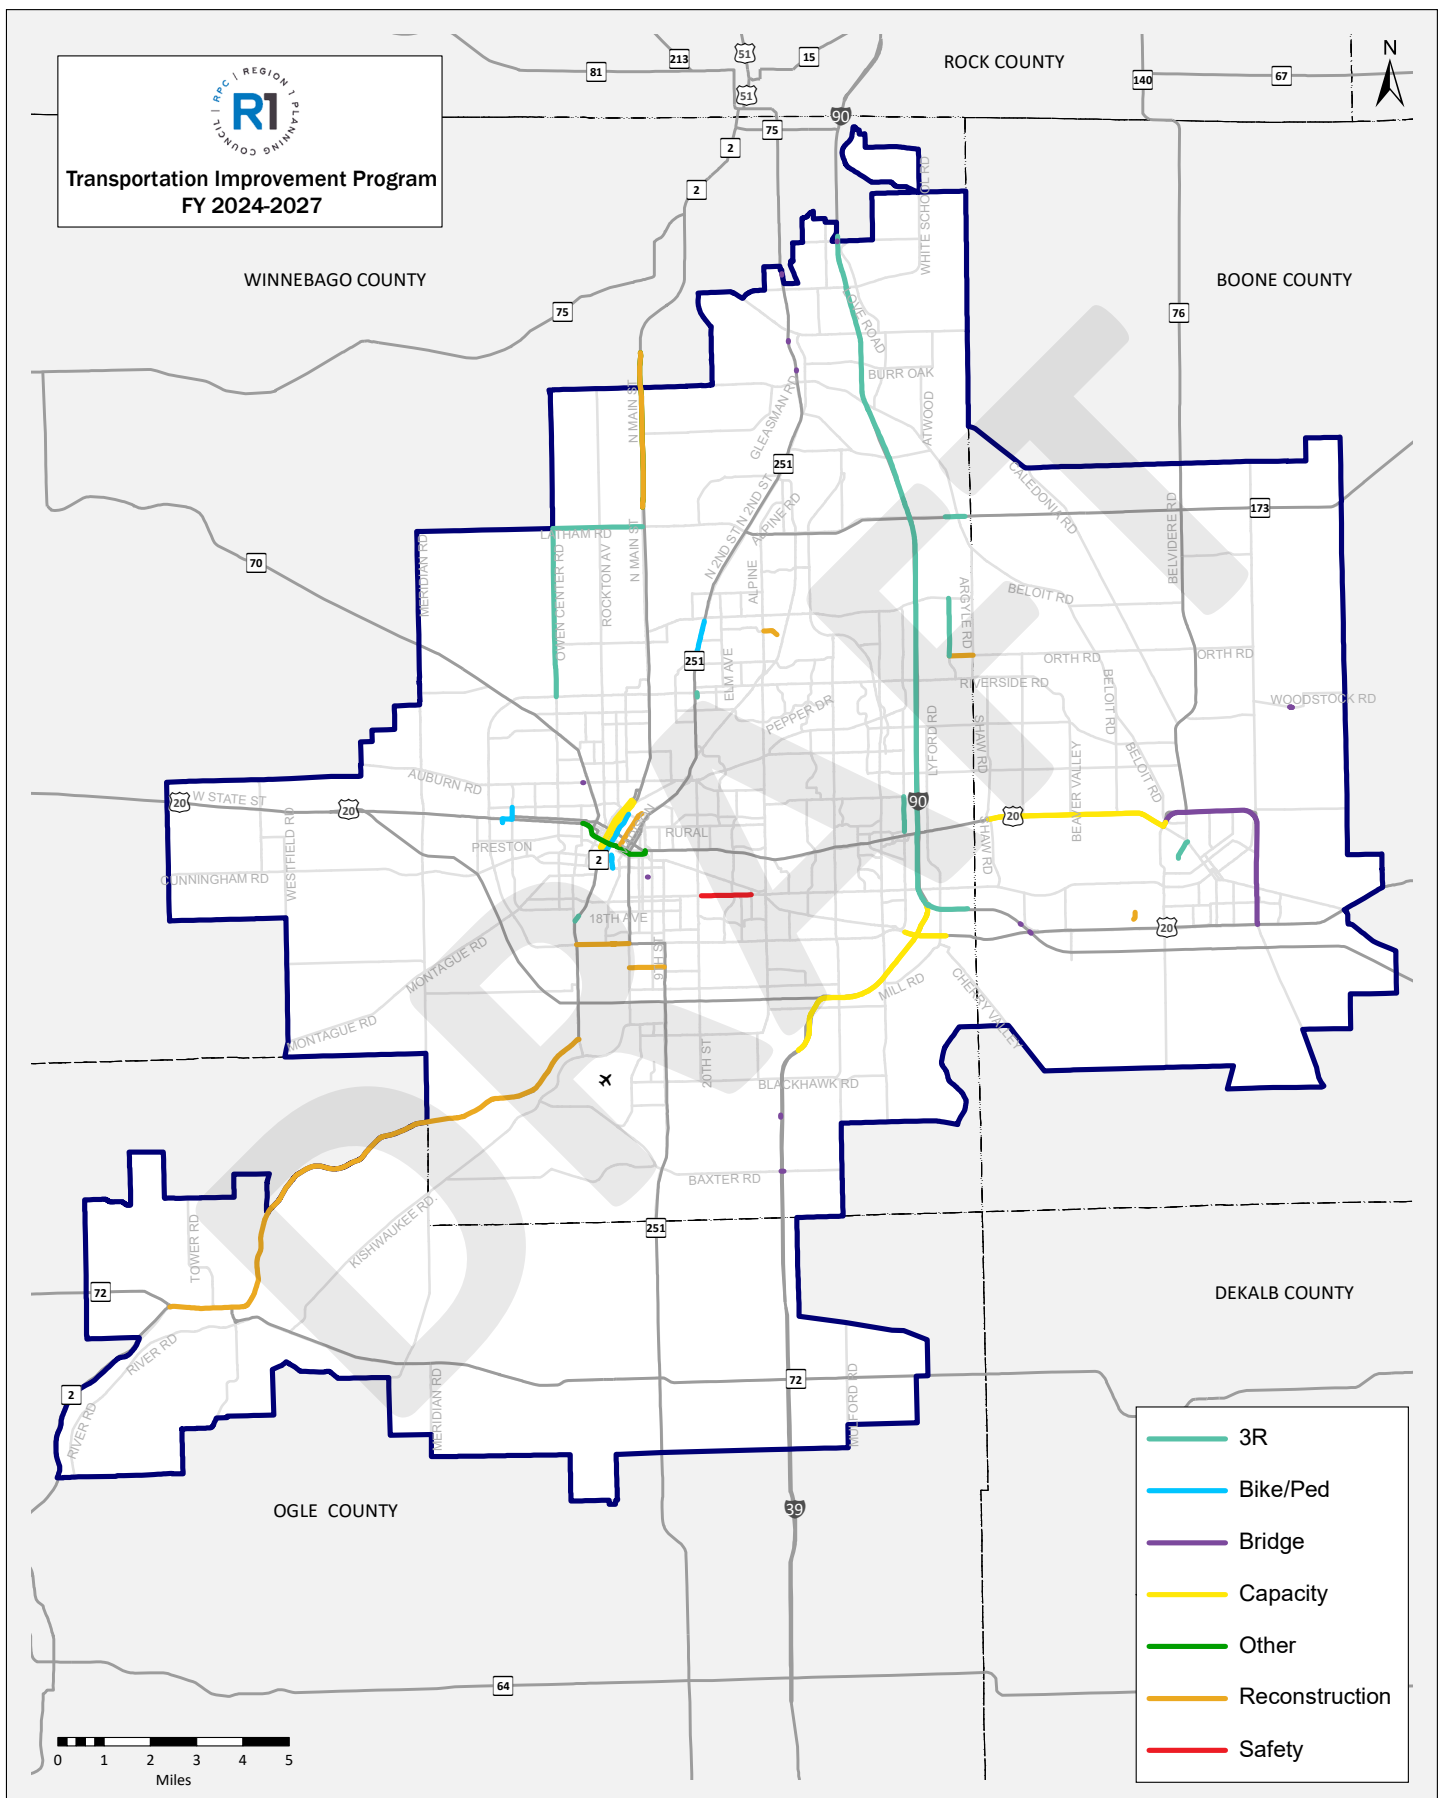 ROCK COUNTY
N
213
51
15
81
140
67
51
90
75
2
RPC | REGION 1 PLANNING COUNCIL |
R1
Transportation Improvement Program
FY 2024-2027
2
WHITE SCHOOL RD
WINNEBAGO COUNTY
BOONE COUNTY
75
76
LOVE ROAD
BURR OAK
N MAIN ST
GLEASMAN RD
ATWOOD
251
CALEDONIA RD
173
N 2ND ST
N 2ND ST
ALPINE RD
BELVIDERE RD
LATHAM RD
70
MERIDIAN RD
OWEN CENTER RD
ROCKTON AV
N MAIN ST
ALPINE
ARGYLE RD
BELOIT RD
251
ELM AVE
ORTH RD
ORTH RD
RIVERSIDE RD
BELOIT RD
WOODSTOCK RD
PEPPER DR
LYFORD RD
SHAW RD
BEAVER VALLEY
BELOIT RD
AUBURN RD
20
W STATE ST
20
90
20
WESTFIELD RD
PRESTON
RURAL
2
SHAW RD
CUNNINGHAM RD
18TH AVE
20
9TH ST
MONTAGUE RD
MILL RD
CHERRY VALLEY
MONTAGUE RD
20TH ST
BLACKHAWK RD
BAXTER RD
KISHWAUKEE RD.
251
TOWER RD
72
DEKALB COUNTY
RIVER RD
2
72
MERIDIAN RD
MULFORD RD
RIVER RD
OGLE COUNTY
39
3R
Bike/Ped
Bridge
Capacity
Other
Reconstruction
Safety
64
0 1 2 3 4 5
Miles
DRAFT